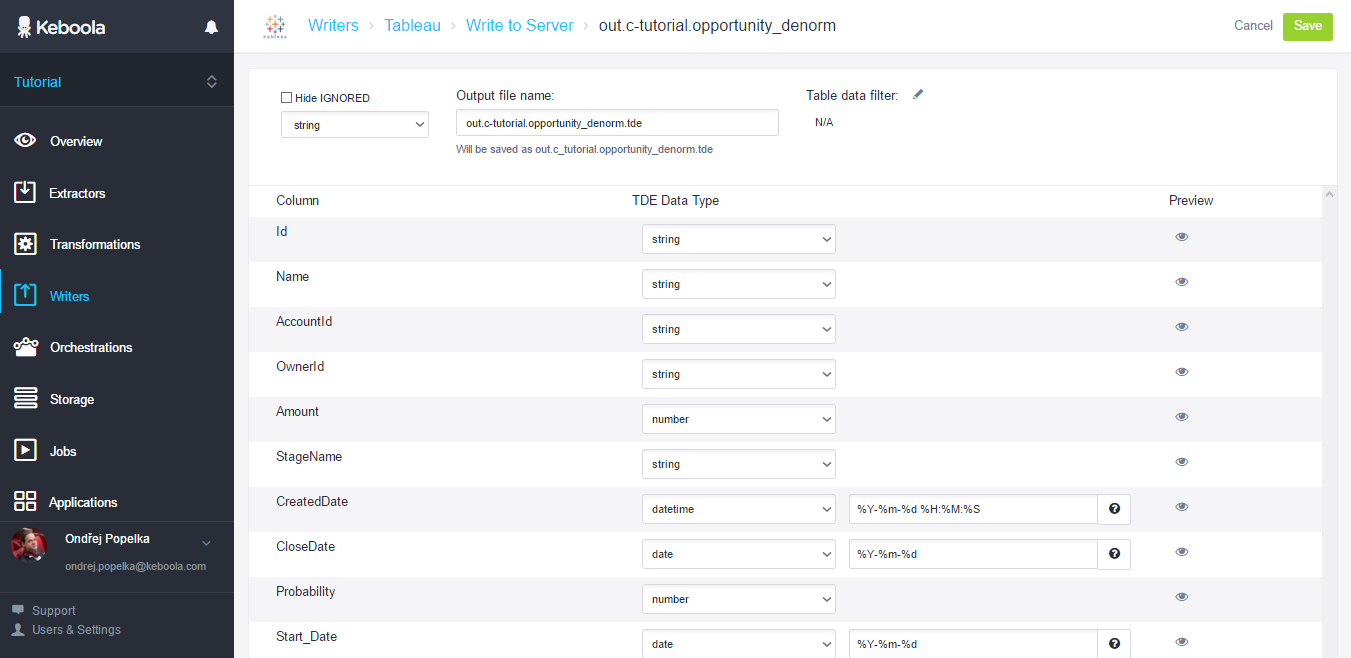 Keboola
Tutorial
Overview
Extractors
Transformations
Writers
Orchestrations
Storage
Jobs
Applications
Ondřej Popelka
ondrej.popelka@keboola.com
Support
Users & Settings
Writers › Tableau › Write to Server › out.c-tutorial.opportunity_denorm
Cancel Save
Hide IGNORED
string
Output file name:
out.c-tutorial.opportunity_denorm.tde
Will be saved as out.c_tutorial.opportunity_denorm.tde
Table data filter:
N/A
Column TDE Data Type Preview
Id string
Name string
AccountId string
OwnerId string
Amount number
StageName string
CreatedDate datetime %Y-%m-%d %H:%M:%S
CloseDate date %Y-%m-%d
Probability number
Start_Date date %Y-%m-%d